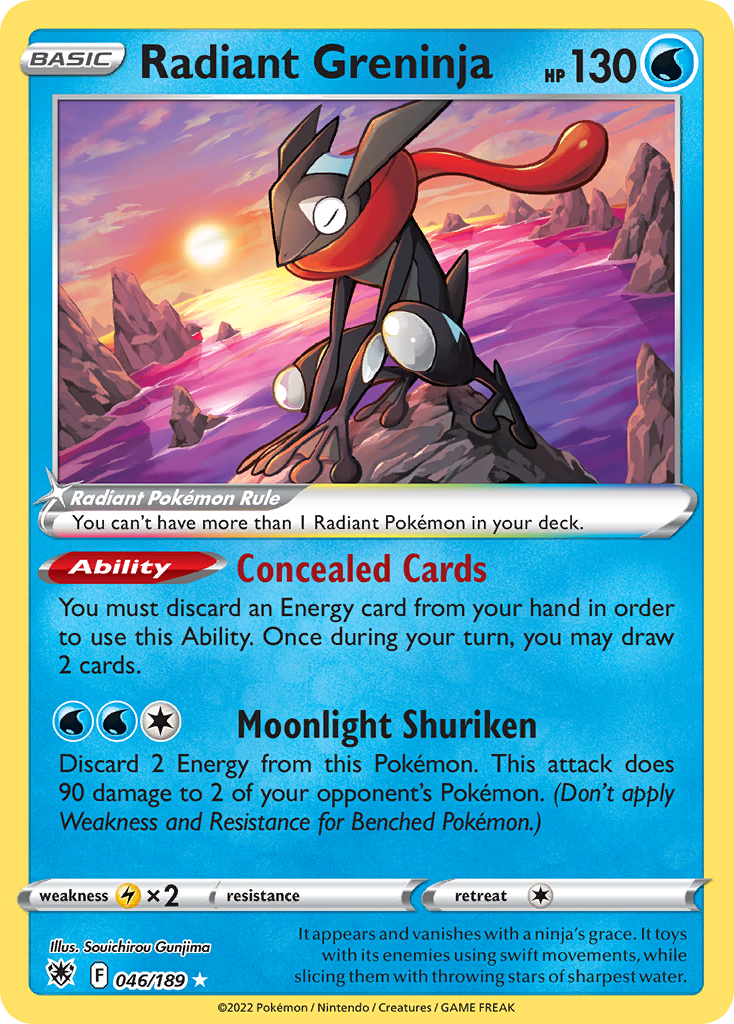 BASIC Radiant Greninja HP 130
Radiant Pokémon Rule
You can't have more than 1 Radiant Pokémon in your deck.
Ability Concealed Cards
You must discard an Energy card from your hand in order
to use this Ability. Once during your turn, you may draw
2 cards.
Moonlight Shuriken
Discard 2 Energy from this Pokémon. This attack does
90 damage to 2 of your opponent's Pokémon. (Don't apply
Weakness and Resistance for Benched Pokémon.)
weakness ×2 resistance retreat
Illus. Souichirou Gunjima
F 046/189 ★
It appears and vanishes with a ninja's grace. It toys
with its enemies using swift movements, while
slicing them with throwing stars of sharpest water.
©2022 Pokémon / Nintendo / Creatures / GAME FREAK